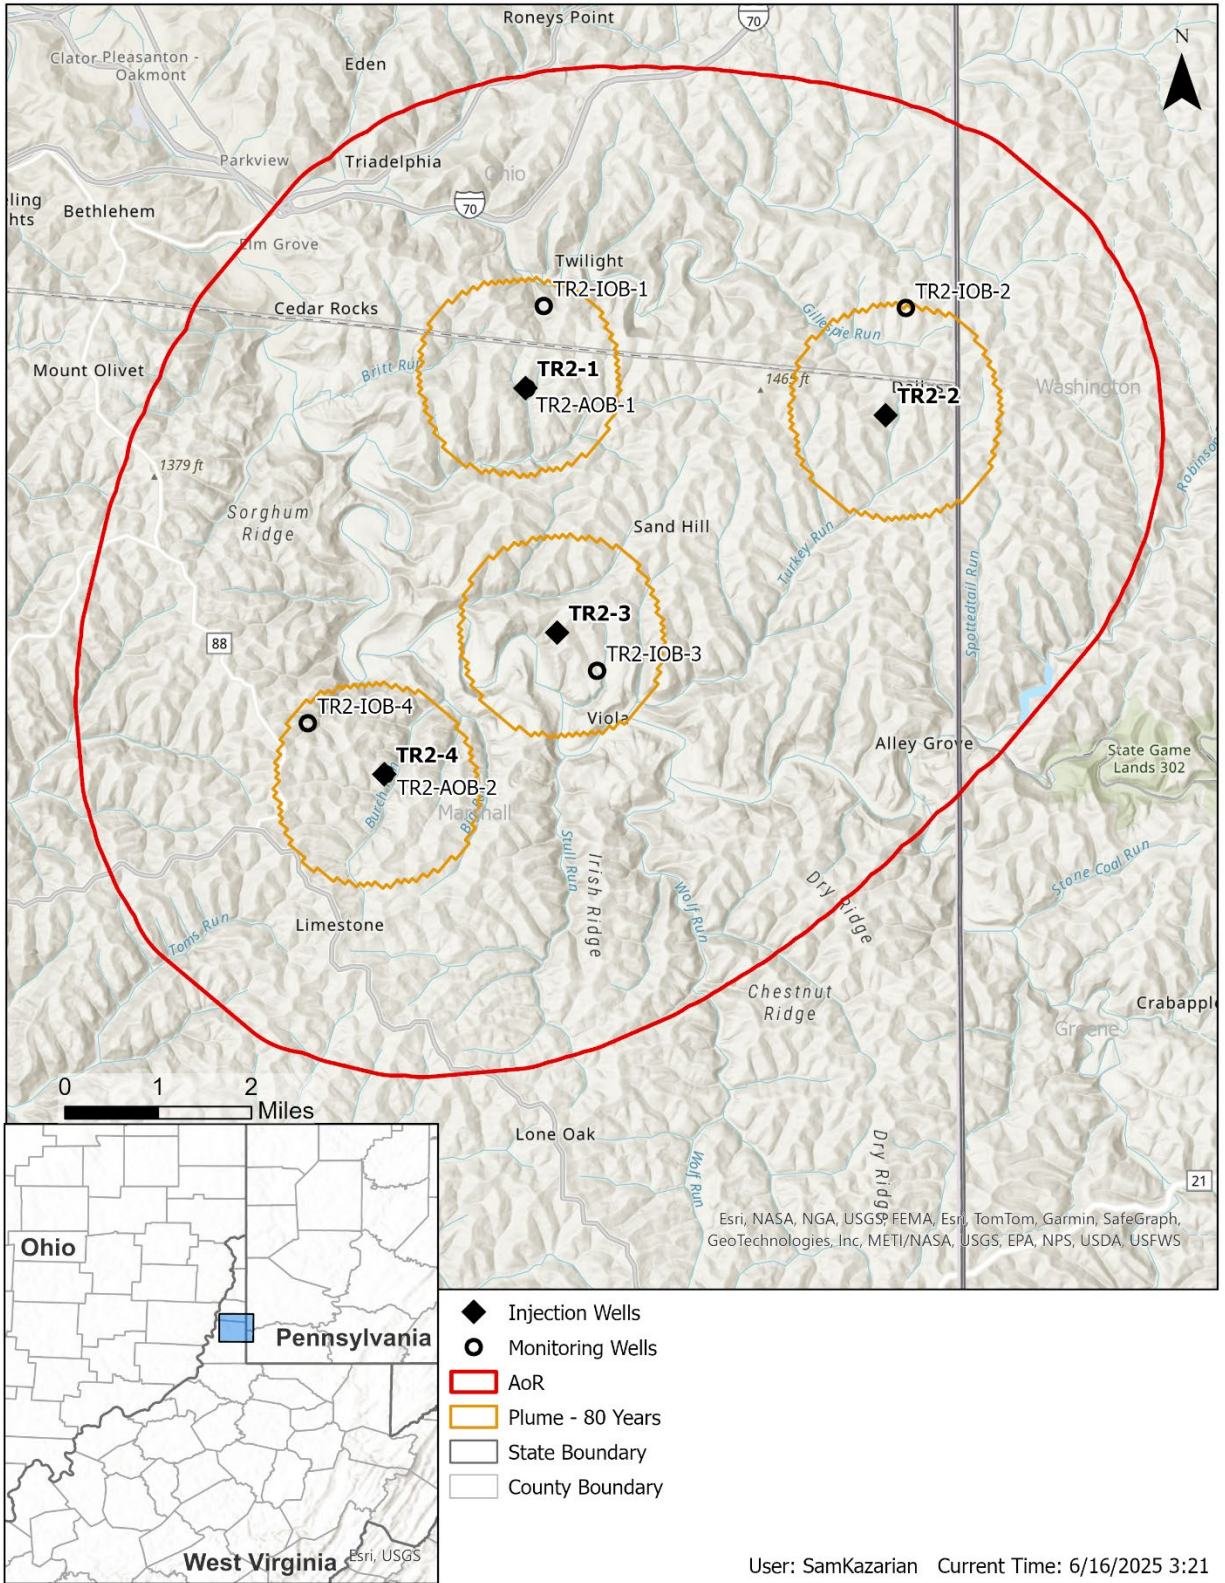 Roneys Point
70
N
Clator
Pleasanton -
Oakmont
Eden
Parkview
Triadelphia
Ohio
70
eling
hts
Bethlehem
Elm Grove
Twilight
TR2-IOB-1
TR2-IOB-2
Cedar Rocks
Gillespie Run
Mount Olivet
Britt Run
TR2-1
TR2-AOB-1
1465 ft
Dallas
TR2-2
Washington
1379 ft
Robinson
Sorghum
Ridge
Sand Hill
Turkey Run
Spottedtail Run
TR2-3
88
TR2-IOB-3
TR2-IOB-4
Viola
TR2-4
TR2-AOB-2
Burch
Marshall
Alley Grove
State Game
Lands 302
Stull Run
Irish Ridge
Wolf Run
Dry Ridge
Stone Coal Run
Limestone
Toms Run
Chestnut
Ridge
Crabapple
Greene
0 1 2
Miles
Lone Oak
Wolf Run
Dry Ridge
21
Esri, NASA, NGA, USGS, FEMA, Esri, TomTom, Garmin, SafeGraph,
GeoTechnologies, Inc, METI/NASA, USGS, EPA, NPS, USDA, USFWS
Ohio
Pennsylvania
West Virginia
Esri, USGS
Injection Wells
Monitoring Wells
AoR
Plume - 80 Years
State Boundary
County Boundary
User: SamKazarian Current Time: 6/16/2025 3:21